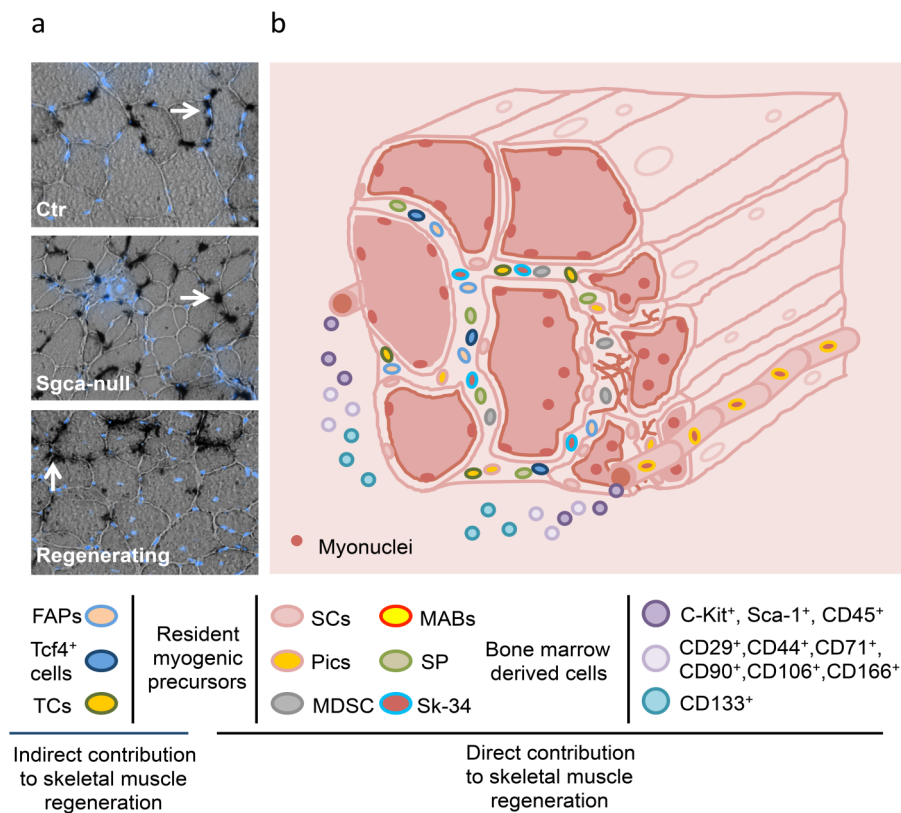 a
b
Ctr
Sgca-null
Regenerating
Myonuclei
FAPs
Tcf4⁺
cells
TCs
Resident
myogenic
precursors
SCs
Pics
MDSC
MABs
SP
Sk-34
Bone marrow
derived cells
C-Kit⁺, Sca-1⁺, CD45⁺
CD29⁺,CD44⁺,CD71⁺,
CD90⁺,CD106⁺,CD166⁺
CD133⁺
Indirect contribution
to skeletal muscle
regeneration
Direct contribution
to skeletal muscle
regeneration